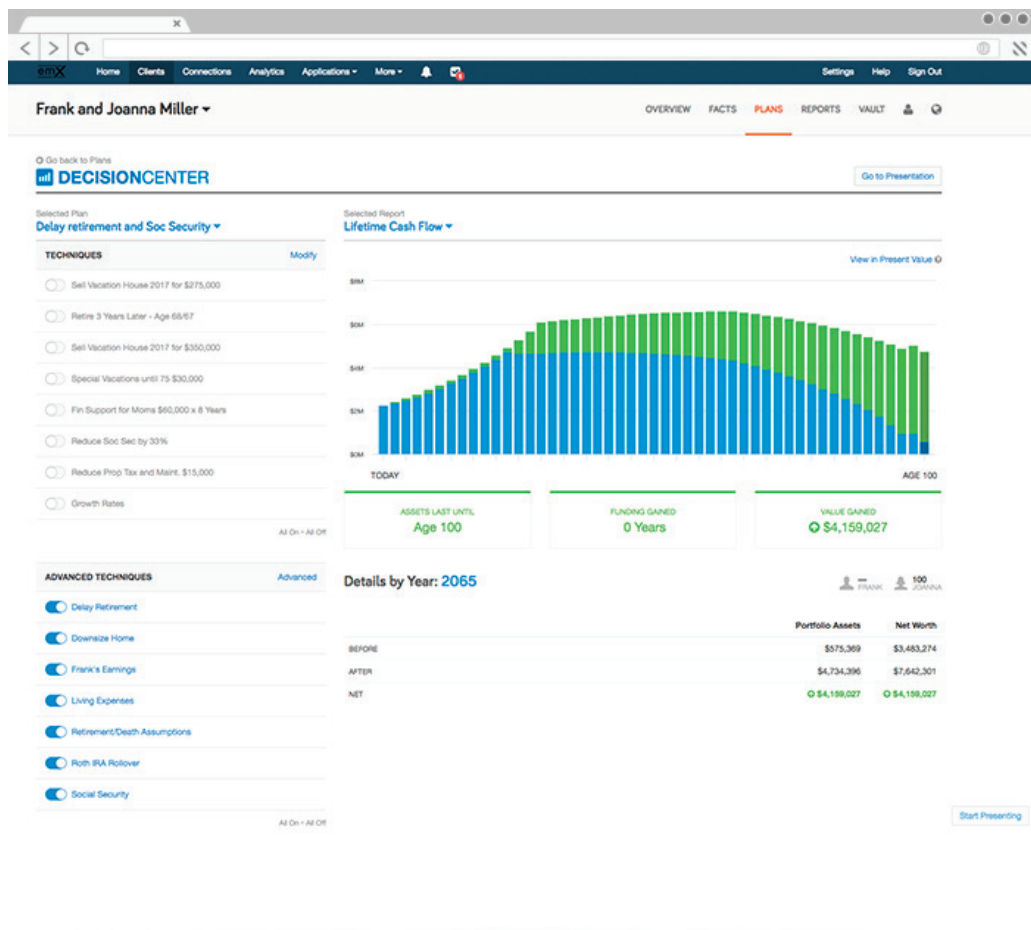 emX Home Clients Connections Analytics Applications More Settings Help Sign Out
Frank and Joanna Miller OVERVIEW FACTS PLANS REPORTS VAULT
Go back to Plans
DECISIONCENTER Go to Presentation
Selected Plan
Delay retirement and Soc Security
TECHNIQUES Modify
Sell Vacation House 2017 for $275,000
Retire 3 Years Later - Age 68/67
Sell Vacation House 2017 for $350,000
Special Vacations until 75 $30,000
Fin Support for Moms $60,000 x 8 Years
Reduce Soc Sec by 33%
Reduce Prop Tax and Maint. $15,000
Growth Rates
All On - All Off
ADVANCED TECHNIQUES Advanced
Delay Retirement
Downsize Home
Frank's Earnings
Living Expenses
Retirement/Death Assumptions
Roth IRA Rollover
Social Security
All On - All Off
Selected Report
Lifetime Cash Flow
View in Present Value
$8M
$6M
$4M
$2M
$0M
TODAY AGE 100
ASSETS LAST UNTIL
Age 100
FUNDING GAINED
0 Years
VALUE GAINED
$4,159,027
Details by Year: 2065 – FRANK 100 JOANNA
Portfolio Assets Net Worth
BEFORE $575,369 $3,483,274
AFTER $4,734,396 $7,642,301
NET $4,159,027 $4,159,027
Start Presenting